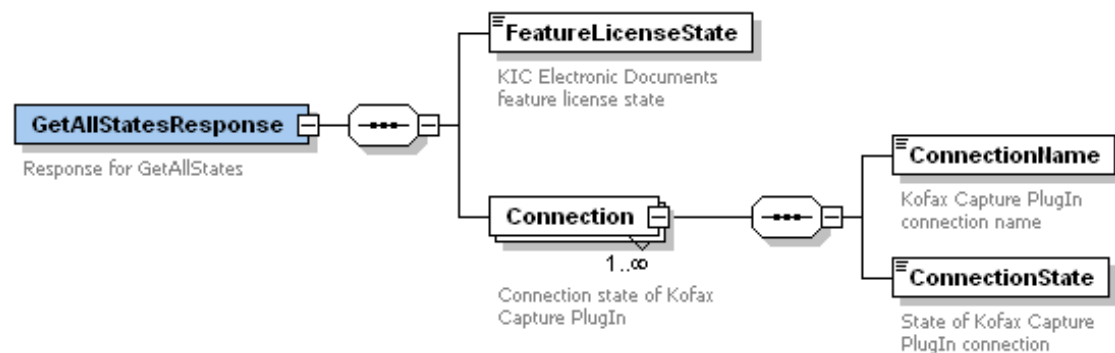 GetAllStatesResponse
Response for GetAllStates
FeatureLicenseState
KIC Electronic Documents
feature license state
Connection
1..∞
Connection state of Kofax
Capture PlugIn
ConnectionName
Kofax Capture PlugIn
connection name
ConnectionState
State of Kofax Capture
PlugIn connection